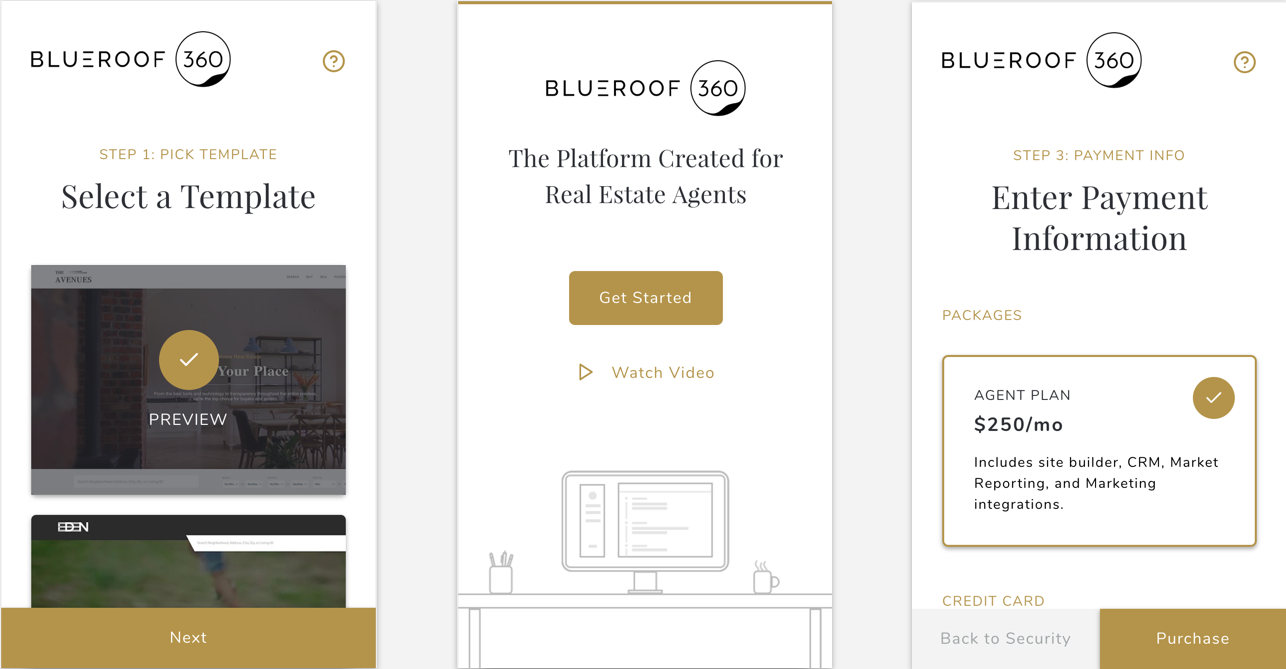 BLUEROOF 360
?
STEP 1: PICK TEMPLATE
Select a Template
THE
AVENUES
Your Place
PREVIEW
EDEN
Next
BLUEROOF 360
The Platform Created for
Real Estate Agents
Get Started
Watch Video
BLUEROOF 360
?
STEP 3: PAYMENT INFO
Enter Payment
Information
PACKAGES
AGENT PLAN
$250/mo
Includes site builder, CRM, Market
Reporting, and Marketing
integrations.
CREDIT CARD
Back to Security
Purchase